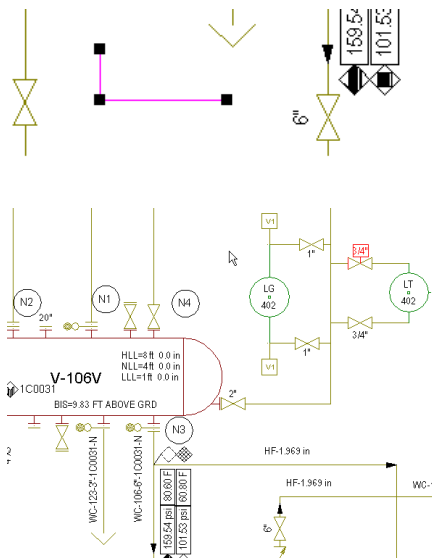 159.54
101.53
6"
V1
3/4"
1"
LG
402
LT
402
N2
N1
N4
20"
3/4"
1"
V1
HLL=8ft 0.0 in
NLL=4ft 0.0 in
LLL=1ft 0.0 in
V-106V
1C0031
BIS=9.83 FT ABOVE GRD
2"
N3
WC-123-3"-1C0031-N
WC-106-6"-1C0031-N
159.54 psi 80.60 F
101.53 psi 60.80 F
HF-1.969 in
HF-1.969 in
WC-1
6"